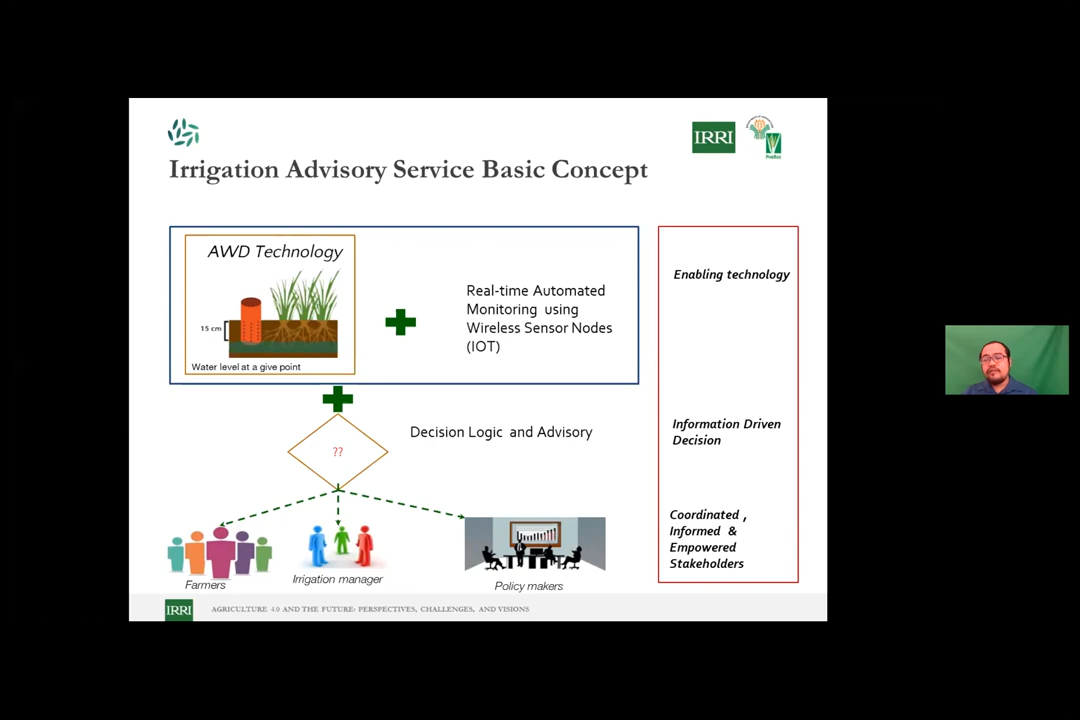 IRRI
PhilRice
Irrigation Advisory Service Basic Concept
AWD Technology
15 cm
Water level at a give point
Real-time Automated
Monitoring using
Wireless Sensor Nodes
(IOT)
Enabling technology
??
Decision Logic and Advisory
Information Driven
Decision
Coordinated ,
Informed &
Empowered
Stakeholders
Farmers
Irrigation manager
Policy makers
IRRI
AGRICULTURE 4.0 AND THE FUTURE: PERSPECTIVES, CHALLENGES, AND VISIONS